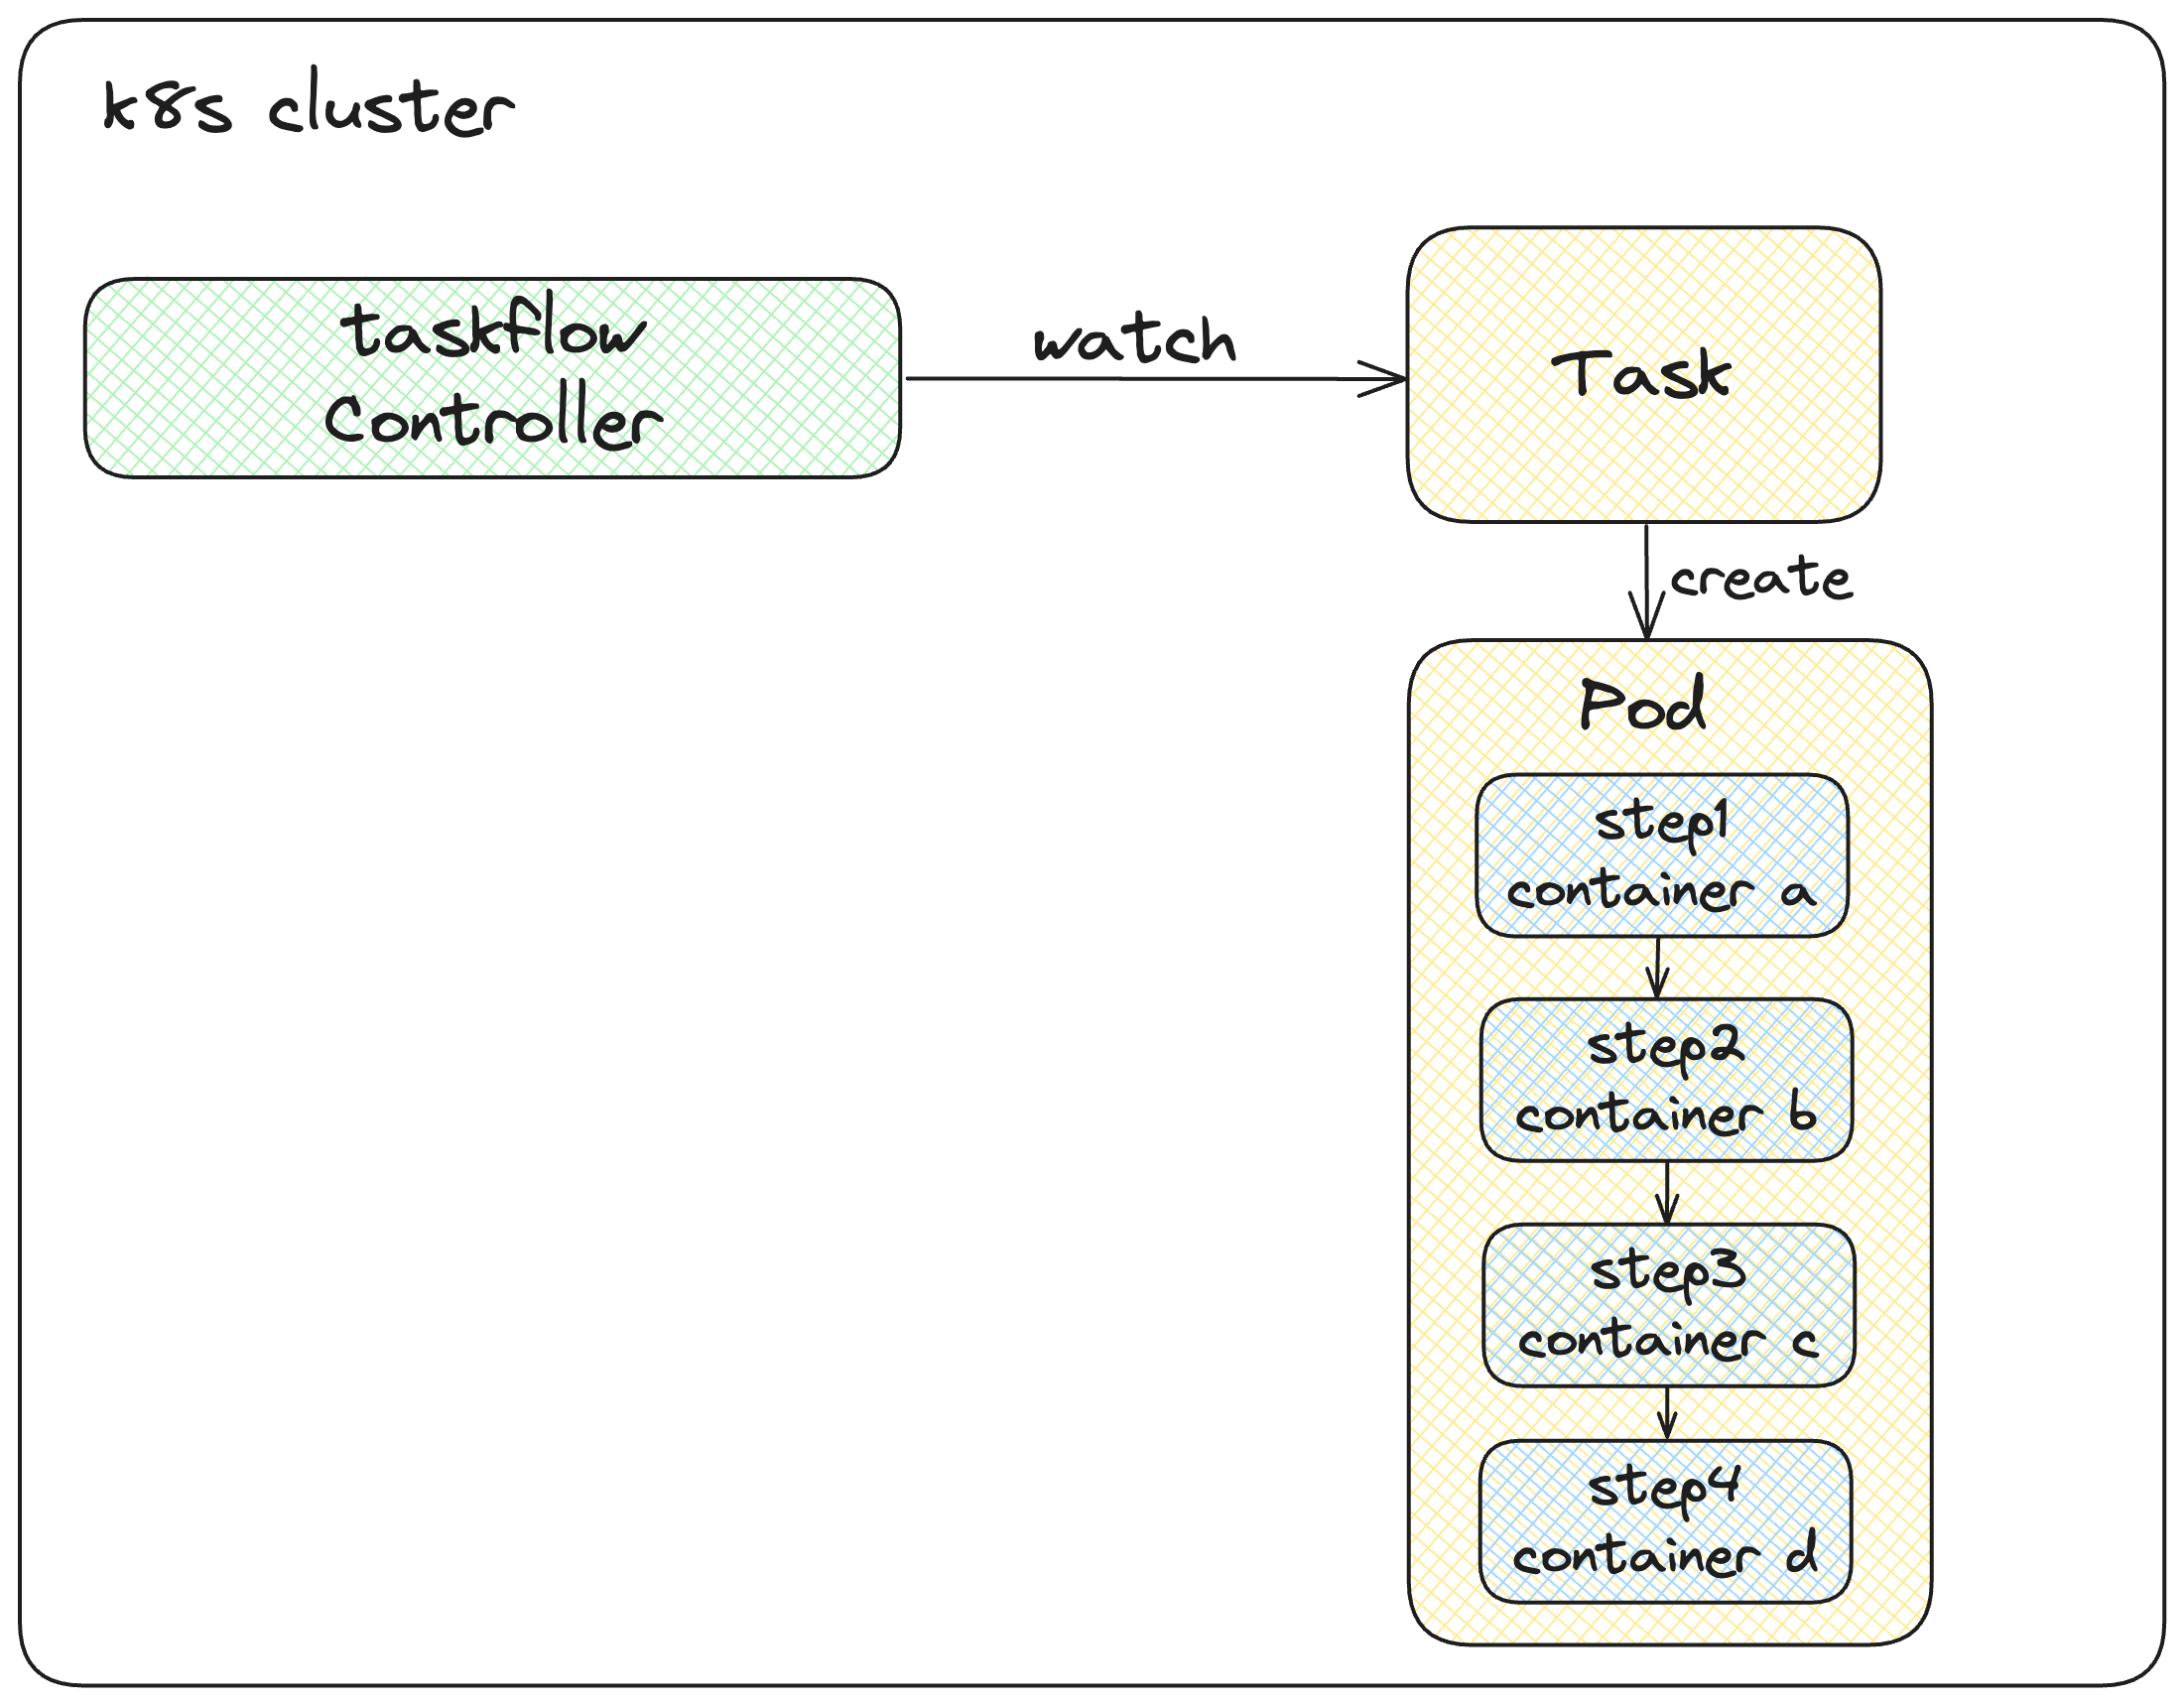 k8s cluster
taskflow
Controller
watch
Task
create
Pod
step1
container a
step2
container b
step3
container c
step4
container d